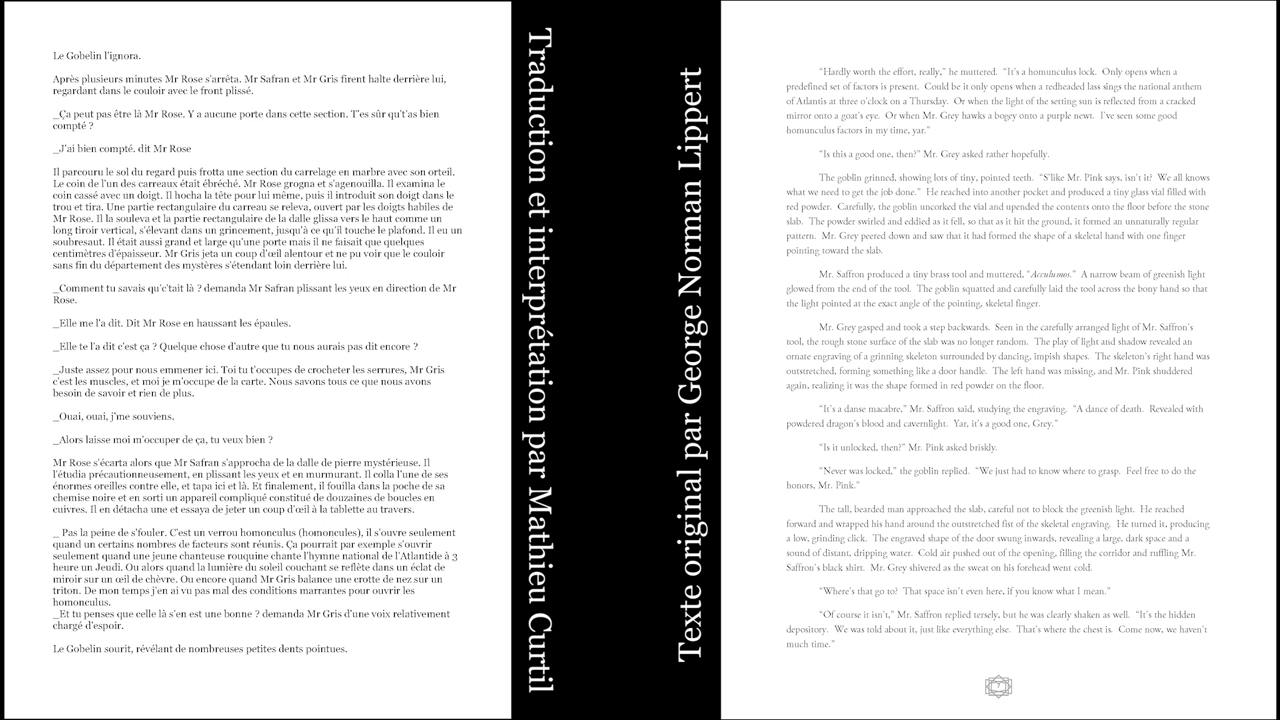 Le Gobelin l'ignora.
Après plusieurs minutes Mr Rose s'arrêta. Mr Safran et Mr Gris firent halte derrière lui,
regardant dans le couloir avec le front plissé.
_Ça peut pas être là Mr Rose. Y a aucune porte dans cette section. T'es sûr qu't'as bien
compté ?
_J'ai bien compté. dit Mr Rose
Il parcouru le sol du regard puis frotta une section du carrelage en marbre avec son orteil.
Le coin de l'un des carreaux était ébréché. Mr Rose grogna et s'agenouilla. Il examina le
coin cassé avec un doigt. Il hocha la tête pour lui même, puis il introduit son doigt dans le
trou et tira. Une partie rectangulaire du carreau se releva, ouvert par les doigts habiles de
Mr Rose. Il la souleva et la partie rectangulaire de la dalle glissa vers le haut comme un
long tiroir vertical, s'élevant dans un grincement, jusqu'à ce qu'il touche le plafond. Il eu un
soubresaut. Il était aussi grand et large qu'une porte mais il ne faisait que quelques
centimètres d'épaisseur. Mr Gris jeta un coup d'œil alentour et ne pu voir que le couloir
sans fin du département des mystères s'étendant loin derrière lui.
_Comment tu savais qu'c'tait là ? demanda Mr Safran plissant les yeux en direction de Mr
Rose.
_Elle me l'a dit. Dit Mr Rose en haussant les épaules.
_Elle te l'a dit c'est ça ? Quelque chose d'autre que tu nous aurais pas dit encore ?
_Juste assez pour nous emmener ici. Toi tu t'occupes de crocheter les serrures, Mr Gris
c'est les muscles, et moi je m'occupe de la carte. Nous savons tous ce que nous avons
besoin de savoir et rien de plus.
_Ouai, ouai, j'me souviens.
_Alors laisse moi m'occuper de ça, tu veux bien ?
Mr Rose s'écarta alors que Mr Safran s'approcha de la dalle de pierre mystérieuse. Il
l'étudia précautionneusement, en plissant les yeux et en murmurant. Il colla l'une de ses
énormes oreilles contre elle, et tapa ici et là. Et finalement, il fouilla dans la poche de sa
chemise noire et en sorti un appareil compliqué constitué de douzaines de boucles en
cuivres. Il en détacha une et essaya de jeter un coup d'œil à la tablette au travers.
_ Pas la peine de s'fouler. C'est un verrou homonculus (homoncules), il s'ouvre seulement
quand un certains nombres de facteurs sont réunis. Ça pourrait par exemple s'ouvrir
seulement quand une jeune chanteuse rouquine chante l'hymne national de l'Atlantide à 3
heure un Jeudi. Ou alors quand la lumière du soleil couchant se reflète dans un éclat de
miroir sur un œil de chèvre. Ou encore quand Mr Gris balance une crotte de nez sur un
triton. De mon temps j'en ai vu pas mal des conditions marrantes pour ouvrir les
homonculus.
_Et tu penses que celle là s'en est une bonne ? demanda Mr Gris d'une voix relativement
chargé d'espoir.
Le Gobelin sourit, révélant de nombreuses petites dents pointues.
Traduction et interprétation par Mathieu Curtil
Texte original par George Norman Lippert
"Hardly worth the effort, really," he muttered. "It's a homunculus lock. Only opens when a
predefined set of factors is present. Could be it only opens when a redheaded lass sings the national anthem
of Atlantis at three o'clock on a Thursday. Or when the light of the setting sun is reflected from a cracked
mirror onto a goat's eye. Or when Mr. Grey hawks a bogey onto a purple newt. I've seen some good
homunculus factors in my time, yar."
"Is this a good one, then?" Mr. Grey asked rather hopefully.
The goblin grinned, showing lots of tiny, pointed teeth. "S'like Mr. Pink says, isn't it? We all knows
what we need to get the job done." He reached into another pocket and produced a tiny glass vial filled with
red powder. Carefully, the goblin uncorked the vial and upended the contents onto the floor before the stone
slab. The powder swirled and eddied as it fell, so that as it hit the ground, it formed an unnaturally regular
pattern. Mr. Grey peered down and saw that it had formed the shape of a skeletal hand with one finger
pointing toward the slab.
Mr. Saffron produced a tiny brass tool and muttered, "Acculumos." A narrow beam of greenish light
glowed from the end of the tool. The goblin squatted and carefully laid the tool across the bony hand so that
the light pointed at the exact angle of the pointing, skeletal finger.
Mr. Grey gasped and took a step backwards. Seen in the carefully arranged light of Mr. Saffron's
tool, the rough stone surface of the slab was no longer random. The play of light and shadow revealed an
ornate engraving of a grinning skeleton surrounded by dancing, impish shapes. The skeleton's right hand was
outstretched, forming something like a door handle. The left hand was missing, and Mr. Pink shuddered
again, realizing it was the shape formed in red powder on the floor.
"It's a danse macabre," Mr. Saffron said, studying the engraving. "A dance of death. Revealed with
powdered dragon's blood and cavernlight. Yar, it's a good one, Grey."
"Is it unlocked, then?" Mr. Pink asked briskly.
"Never was locked," the goblin replied. "We just had to know where to grasp. Feel free to do the
honors, Mr. Pink."
The tall, bearded man approached the slab, careful not to block the greenish light. He reached
forward and wrapped his hand around the outstretched fist of the skeletal engraving. He turned it, producing
a low, grinding click. The engraved shape of the door swung inwards, revealing a large, dark space and a
sound of distant, dripping water. Cold air pushed out of the opening, filling the corridor and ruffling Mr.
Saffron's black shirt. Mr. Grey shivered as the sweat on his forehead went cold.
"Where's that go to? That space isn't even here, if you know what I mean."
"Of course it isn't," Mr. Saffron replied tersely, but he was clearly shaken as well. "It's the hidden
depository. We was told about it, just like everything else. That's where the chest is. Come now, we haven't
much time."